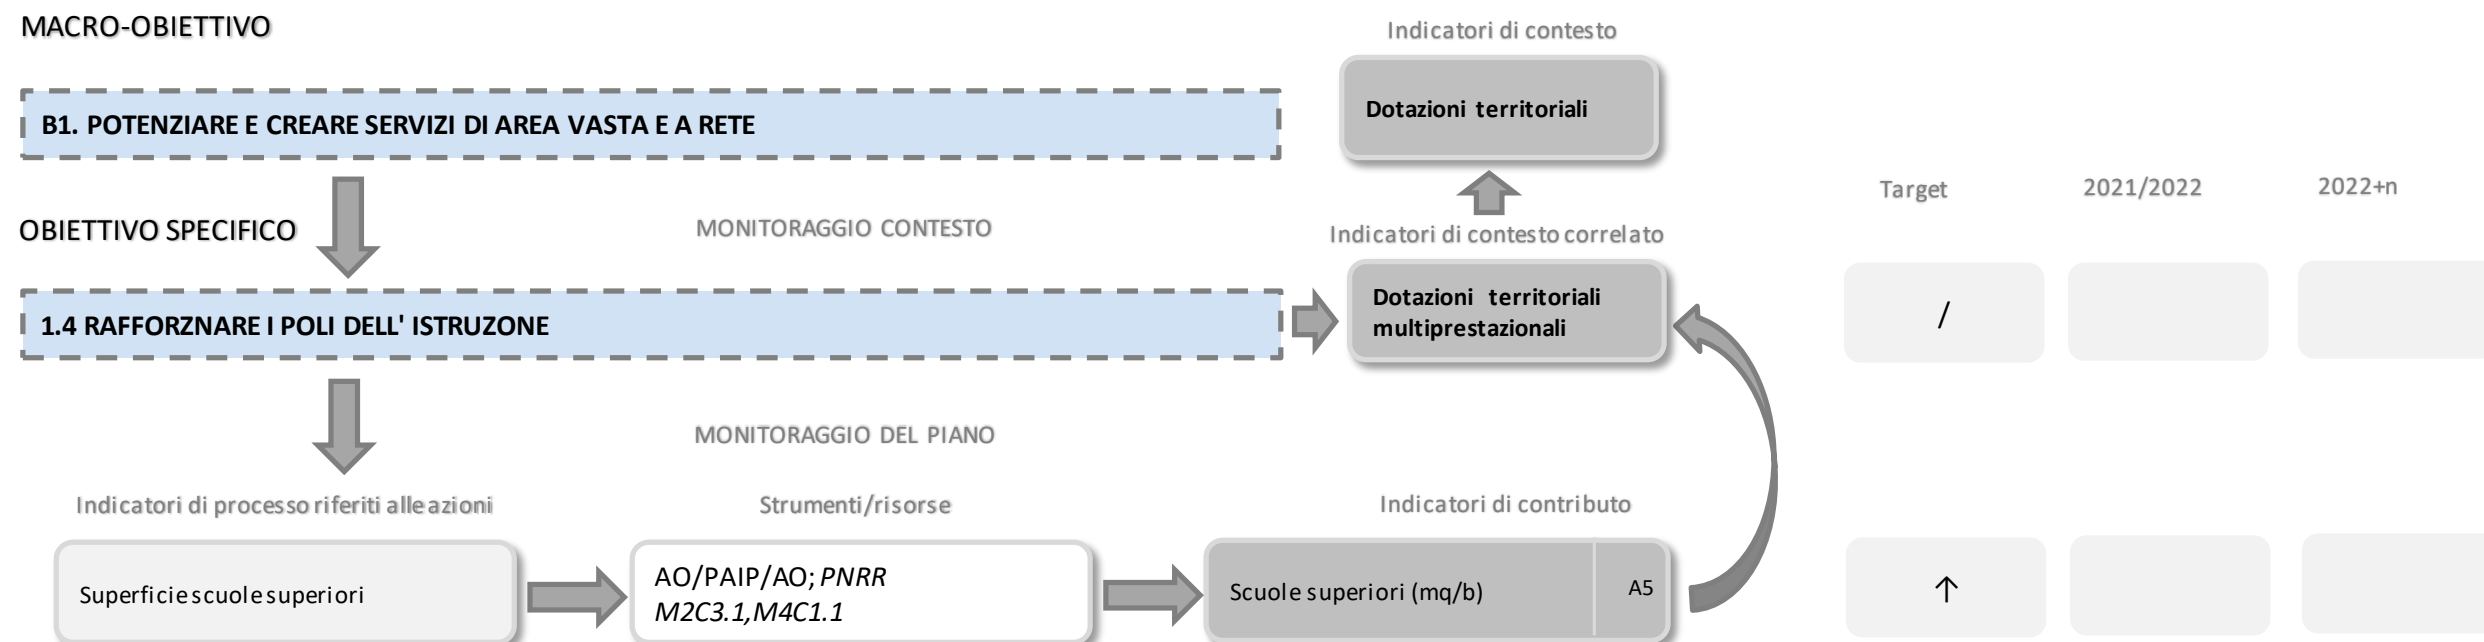 MACRO-OBIETTIVO
Indicatori di contesto
B1. POTENZIARE E CREARE SERVIZI DI AREA VASTA E A RETE
Dotazioni territoriali
Target
2021/2022
2022+n
OBIETTIVO SPECIFICO
MONITORAGGIO CONTESTO
Indicatori di contesto correlato
1.4 RAFFORZNARE I POLI DELL' ISTRUZONE
Dotazioni territoriali
multiprestazionali
/
MONITORAGGIO DEL PIANO
Indicatori di processo riferiti alle azioni
Strumenti/risorse
Indicatori di contributo
Superficie scuole superiori
AO/PAIP/AO; PNRR
M2C3.1,M4C1.1
Scuole superiori (mq/b)
A5
↑